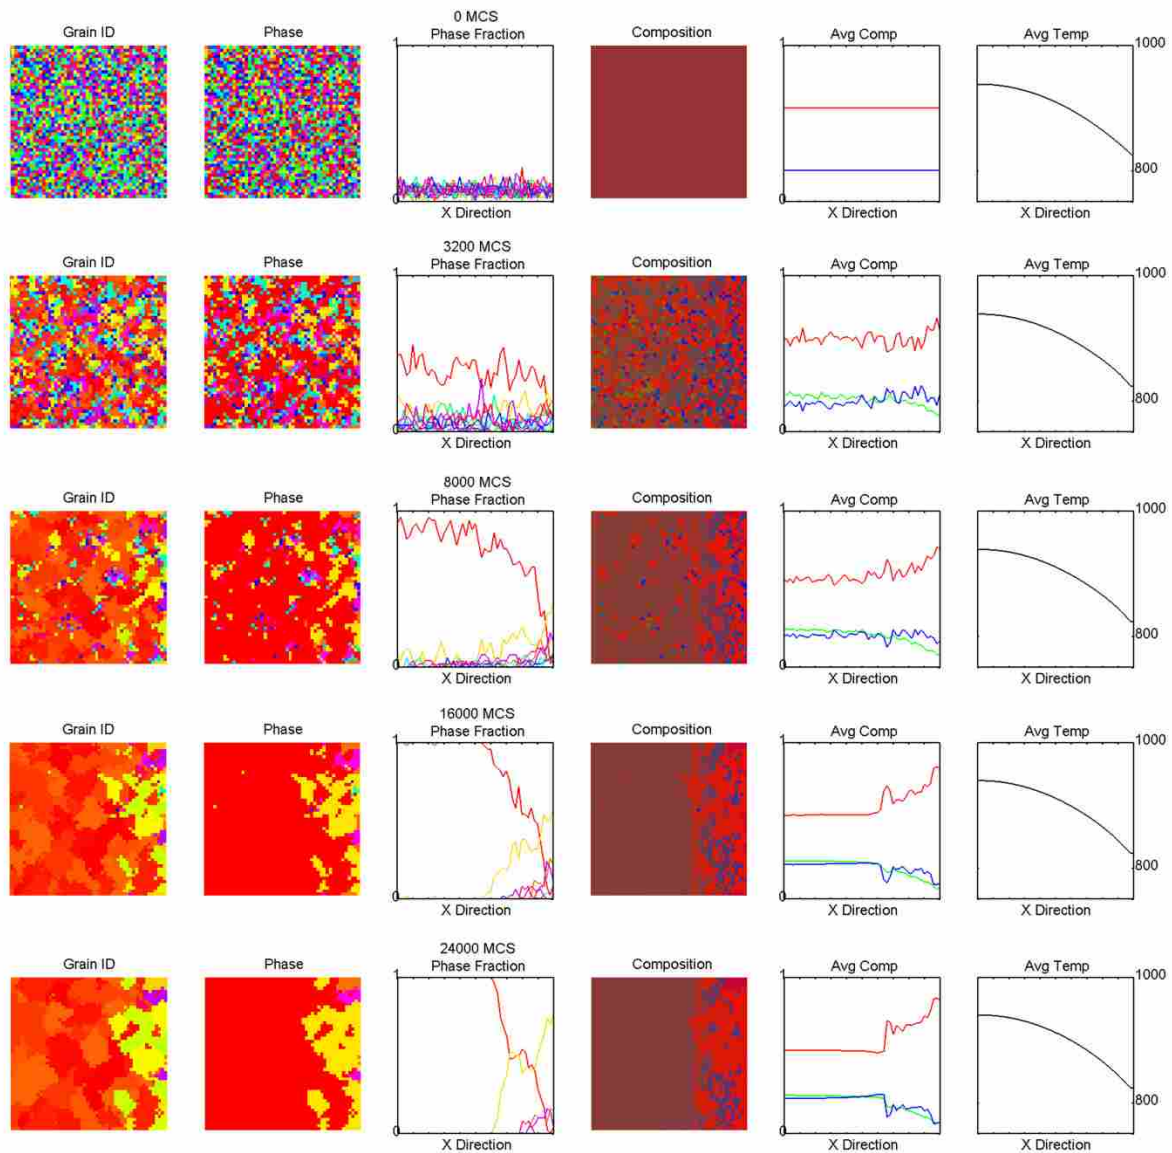 0 MCS
Grain ID Phase Phase Fraction Composition Avg Comp Avg Temp
1 1 1000
800
0 0
X Direction X Direction X Direction
3200 MCS
Grain ID Phase Phase Fraction Composition Avg Comp Avg Temp
1 1 1000
800
0 0
X Direction X Direction X Direction
8000 MCS
Grain ID Phase Phase Fraction Composition Avg Comp Avg Temp
1 1 1000
800
0 0
X Direction X Direction X Direction
16000 MCS
Grain ID Phase Phase Fraction Composition Avg Comp Avg Temp
1 1 1000
800
0 0
X Direction X Direction X Direction
24000 MCS
Grain ID Phase Phase Fraction Composition Avg Comp Avg Temp
1 1 1000
800
0 0
X Direction X Direction X Direction